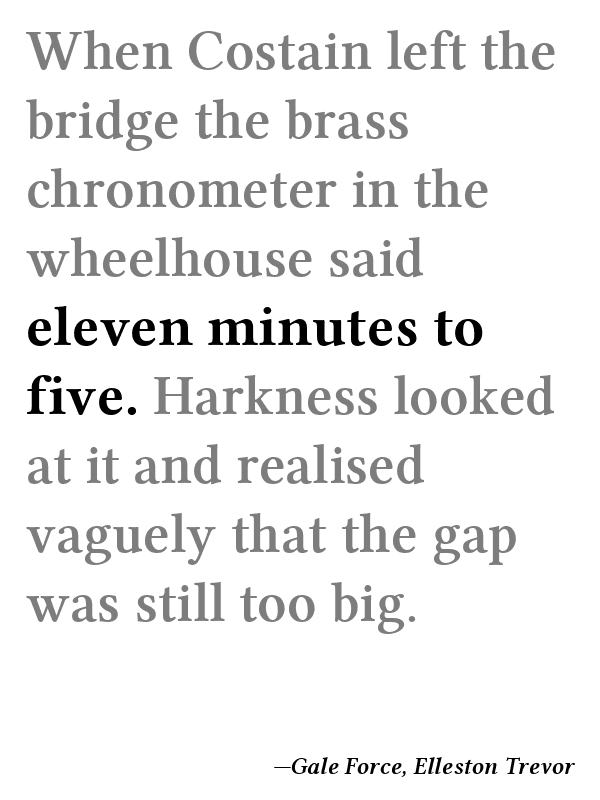 When Costain left the
bridge the brass
chronometer in the
wheelhouse said
eleven minutes to
five. Harkness looked
at it and realised
vaguely that the gap
was still too big.
—Gale Force, Elleston Trevor